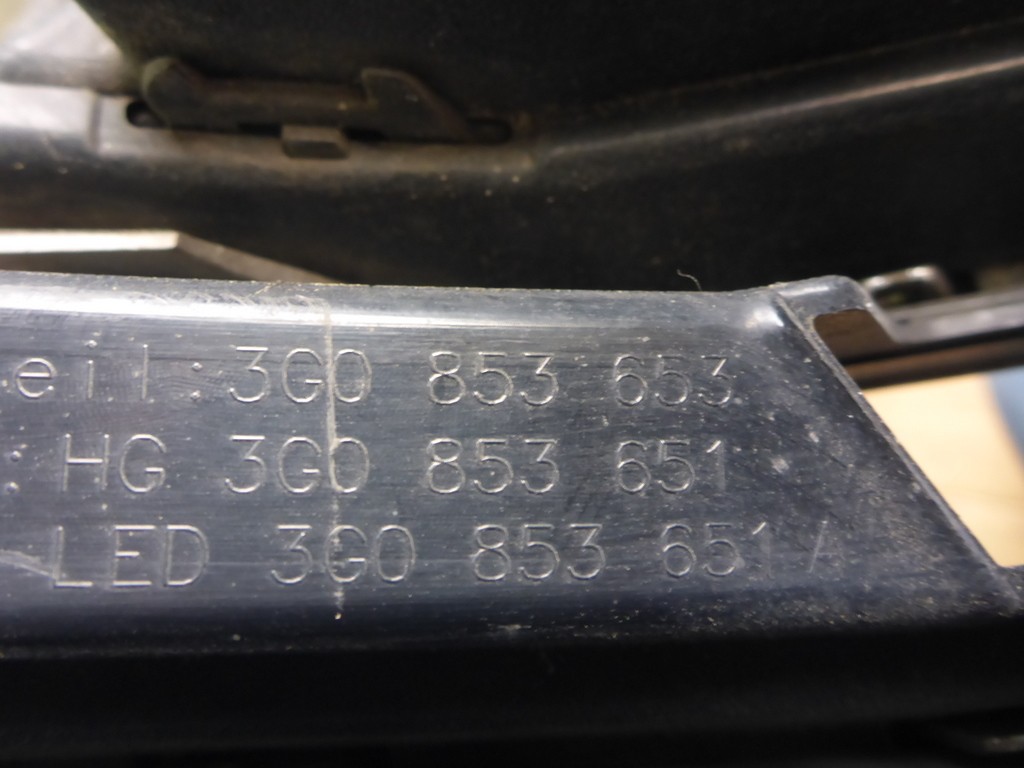 eil: 3G0 853 653
: HG 3G0 853 651
LED 3G0 853 651 A